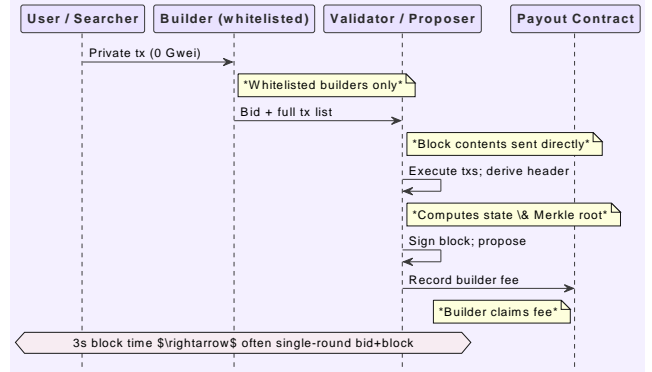 User / Searcher
Builder (whitelisted)
Validator / Proposer
Payout Contract
Private tx (0 Gwei)
*Whitelisted builders only*
Bid + full tx list
*Block contents sent directly*
Execute txs; derive header
*Computes state \& Merkle root*
Sign block; propose
Record builder fee
*Builder claims fee*
3s block time $\rightarrow$ often single-round bid+block